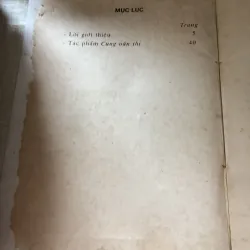 MỤC LỤC
Trang
- Lời giới thiệu 5
- Tác phẩm Cung oán thi 40